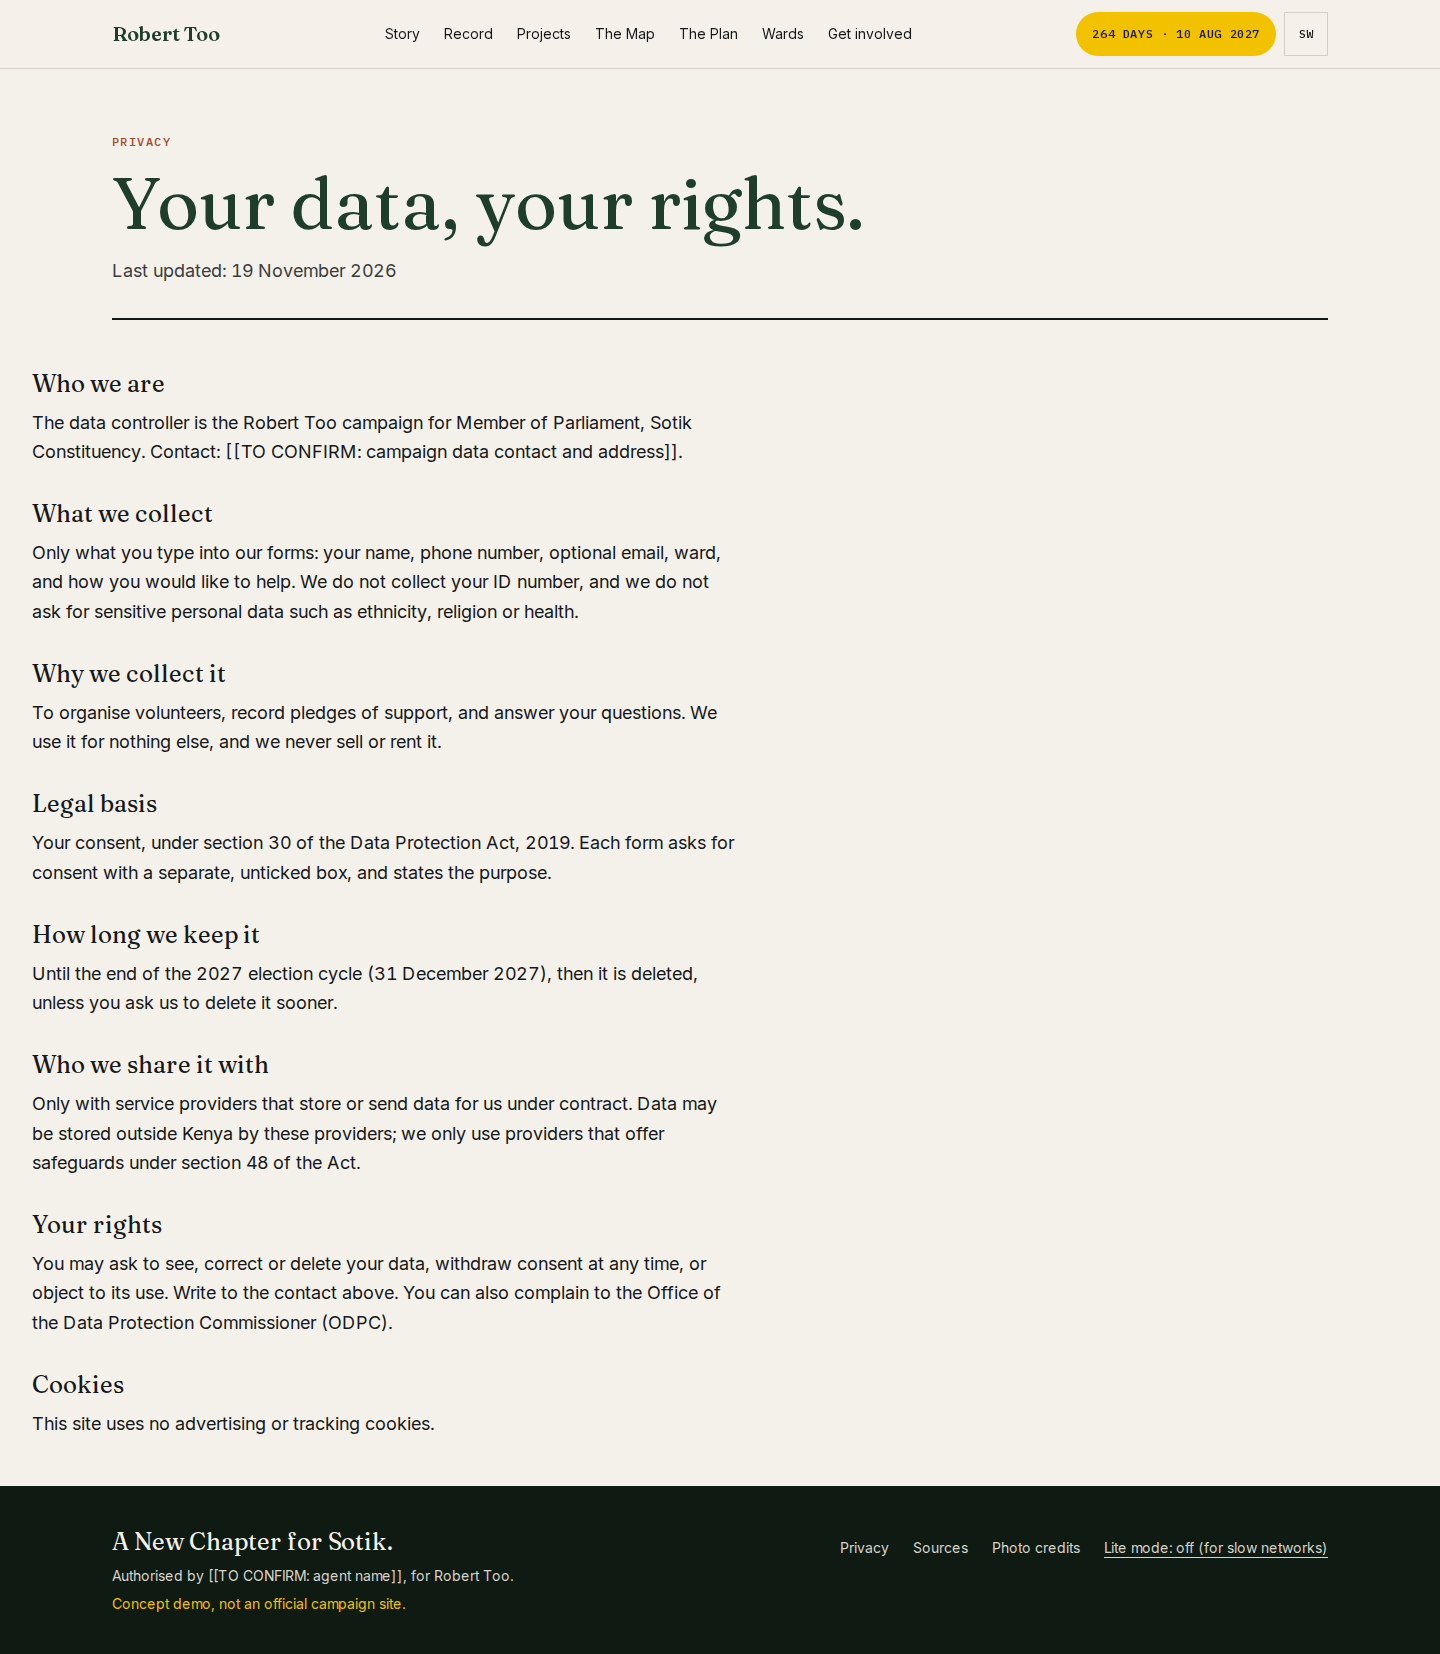 Robert Too
Story Record Projects The Map The Plan Wards Get involved
264 DAYS · 10 AUG 2027
SW
PRIVACY
Your data, your rights.
Last updated: 19 November 2026
Who we are
The data controller is the Robert Too campaign for Member of Parliament, Sotik
Constituency. Contact: [[TO CONFIRM: campaign data contact and address]].
What we collect
Only what you type into our forms: your name, phone number, optional email, ward,
and how you would like to help. We do not collect your ID number, and we do not
ask for sensitive personal data such as ethnicity, religion or health.
Why we collect it
To organise volunteers, record pledges of support, and answer your questions. We
use it for nothing else, and we never sell or rent it.
Legal basis
Your consent, under section 30 of the Data Protection Act, 2019. Each form asks for
consent with a separate, unticked box, and states the purpose.
How long we keep it
Until the end of the 2027 election cycle (31 December 2027), then it is deleted,
unless you ask us to delete it sooner.
Who we share it with
Only with service providers that store or send data for us under contract. Data may
be stored outside Kenya by these providers; we only use providers that offer
safeguards under section 48 of the Act.
Your rights
You may ask to see, correct or delete your data, withdraw consent at any time, or
object to its use. Write to the contact above. You can also complain to the Office of
the Data Protection Commissioner (ODPC).
Cookies
This site uses no advertising or tracking cookies.
A New Chapter for Sotik.
Authorised by [[TO CONFIRM: agent name]], for Robert Too.
Concept demo, not an official campaign site.
Privacy Sources Photo credits Lite mode: off (for slow networks)